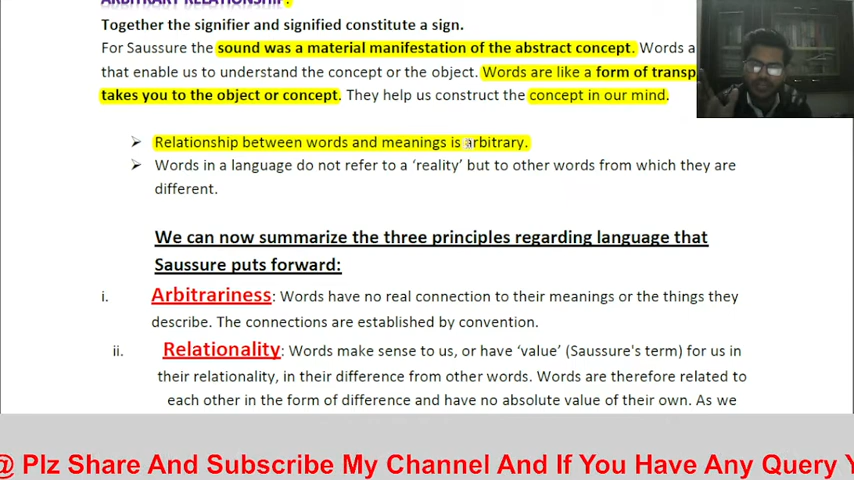 ARBITRARY RELATIONSHIP:
Together the signifier and signified constitute a sign.
For Saussure the sound was a material manifestation of the abstract concept. Words a
that enable us to understand the concept or the object. Words are like a form of transp
takes you to the object or concept. They help us construct the concept in our mind.
➢ Relationship between words and meanings is arbitrary.
➢ Words in a language do not refer to a ‘reality’ but to other words from which they are
different.
We can now summarize the three principles regarding language that
Saussure puts forward:
i. Arbitrariness: Words have no real connection to their meanings or the things they
describe. The connections are established by convention.
ii. Relationality: Words make sense to us, or have ‘value’ (Saussure's term) for us in
their relationality, in their difference from other words. Words are therefore related to
each other in the form of difference and have no absolute value of their own. As we
@ Plz Share And Subscribe My Channel And If You Have Any Query Y